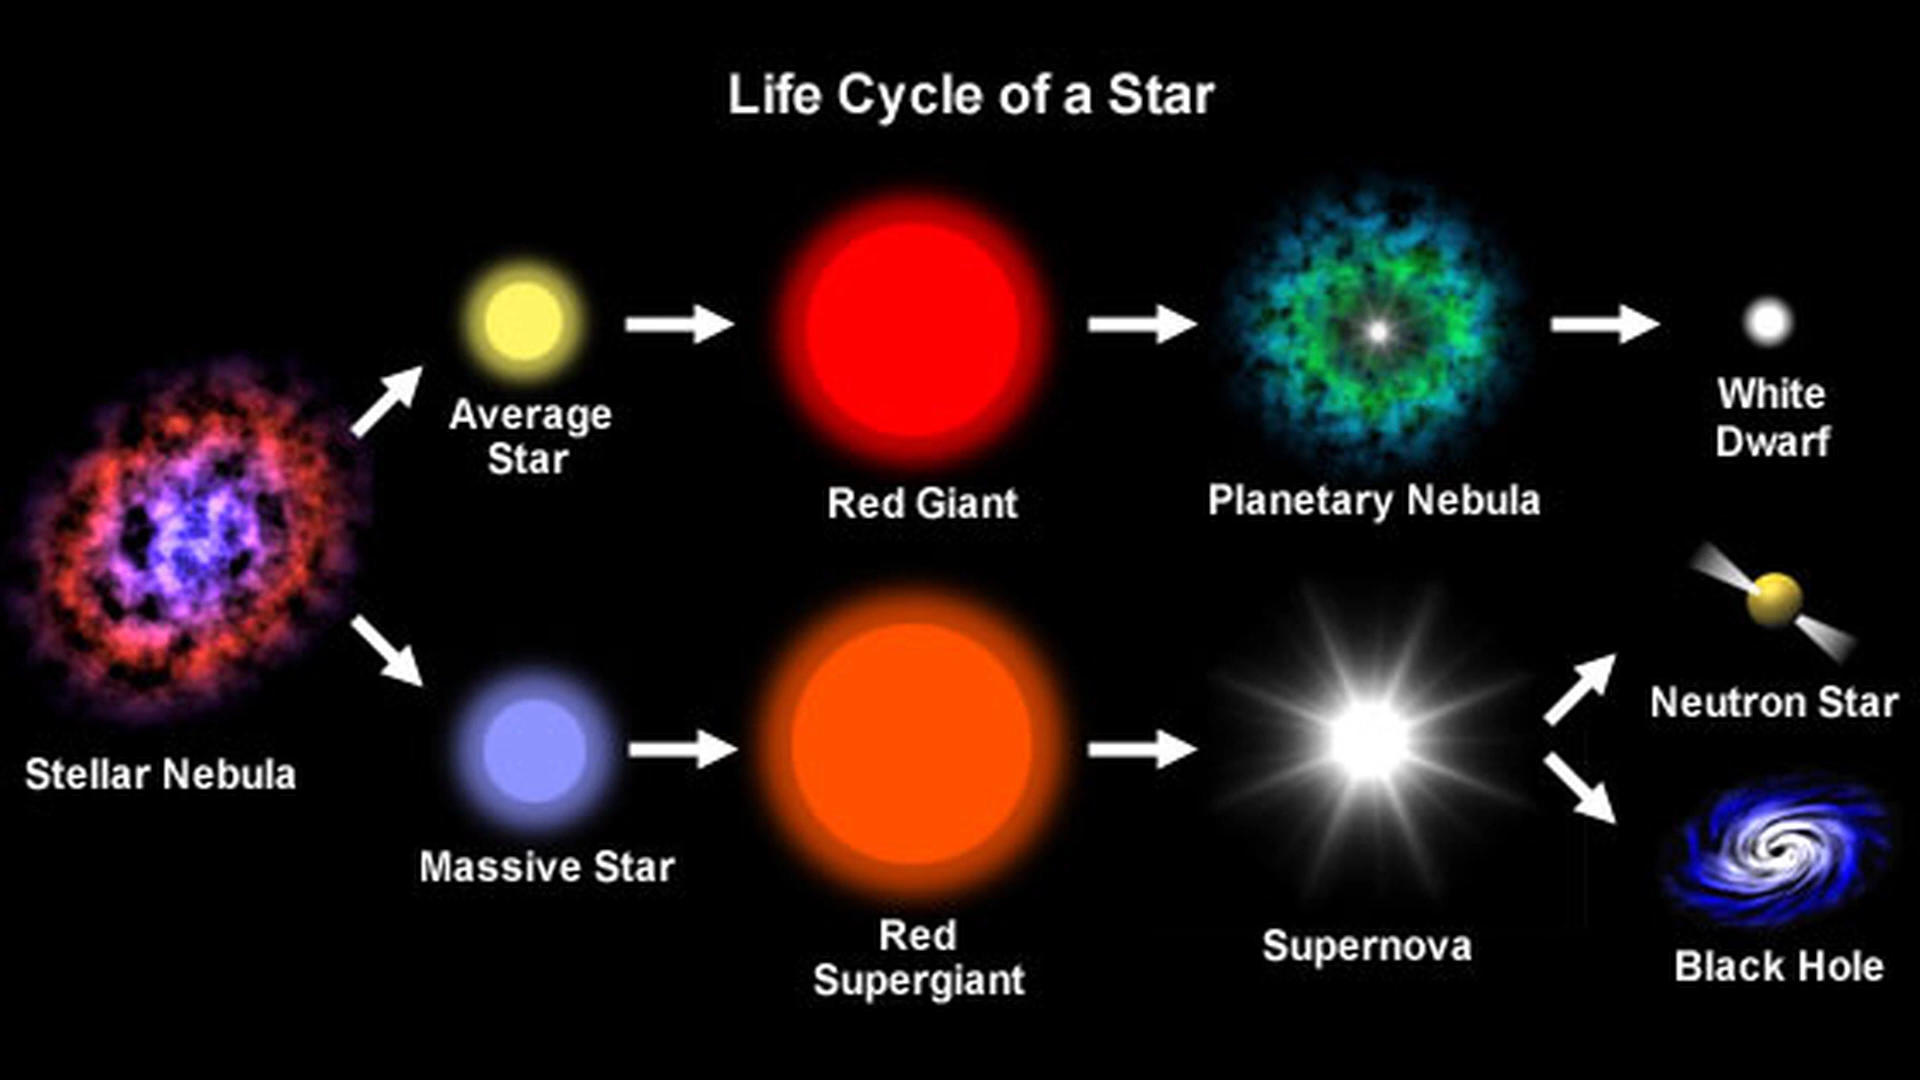 Life Cycle of a Star
Average
Star
Red Giant
Planetary Nebula
White
Dwarf
Stellar Nebula
Massive Star
Red
Supergiant
Supernova
Neutron Star
Black Hole